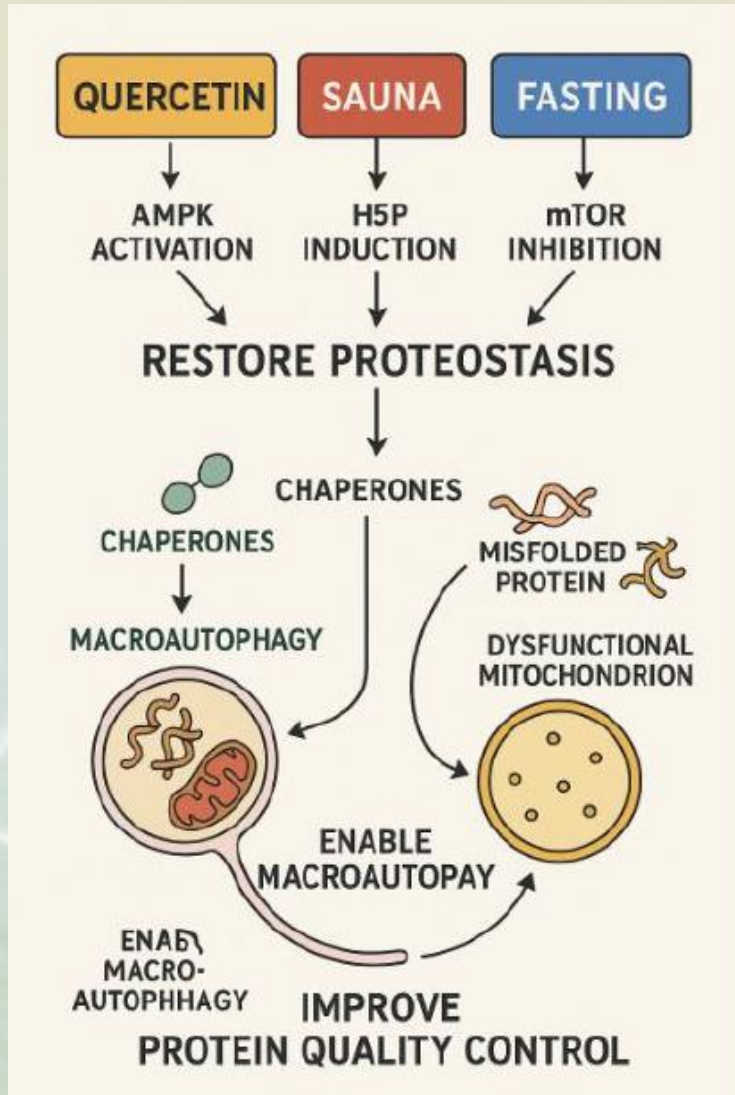 QUERCETIN
SAUNA
FASTING
AMPK
ACTIVATION
H5P
INDUCTION
mTOR
INHIBITION
RESTORE PROTEOSTASIS
CHAPERONES
CHAPERONES
MISFOLDED
PROTEIN
MACROAUTOPHAGY
DYSFUNCTIONAL
MITOCHONDRION
ENABLE
MACROAUTOPAY
MACRO-
AUTOPHHAGY
IMPROVE
PROTEIN QUALITY CONTROL